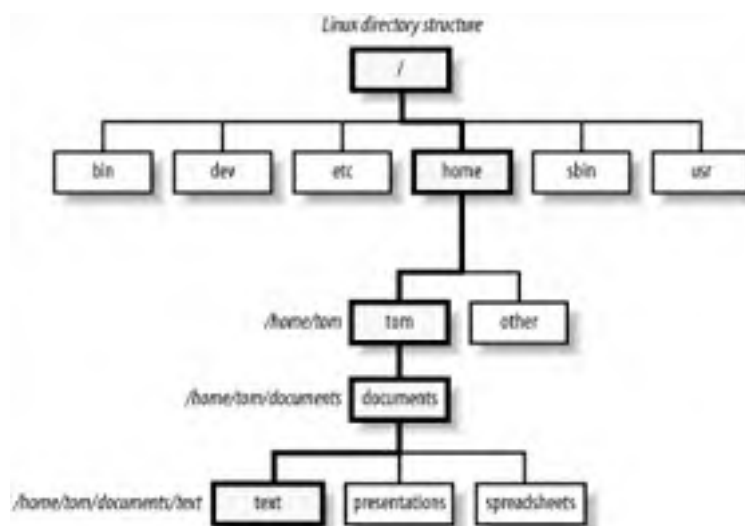 Linux directory structure
/
bin dev etc home sbin usr
/home/tom tom other
/home/tom/documents documents
/home/tom/documents/text text presentations spreadsheets